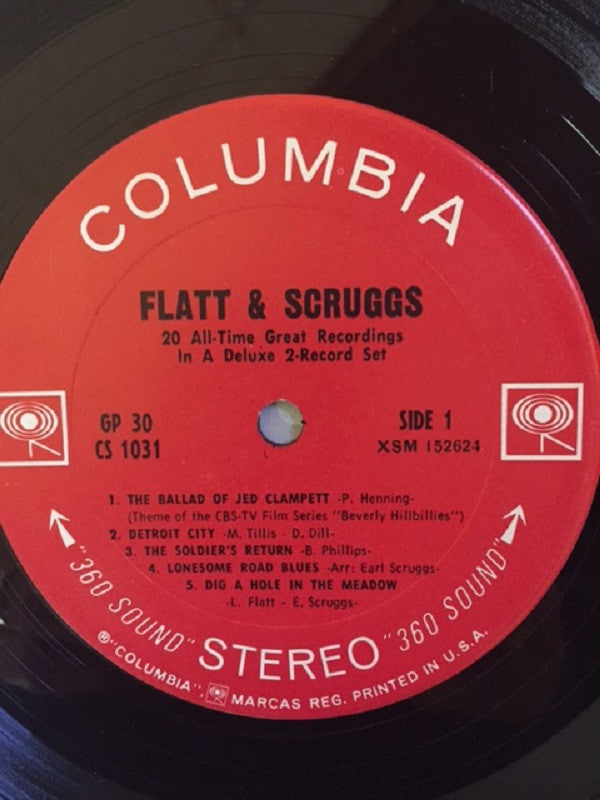 COLUMBIA
FLATT & SCRUGGS
20 All-Time Great Recordings
In A Deluxe 2-Record Set
GP 30
CS 1031
SIDE 1
XSM 152624
1. THE BALLAD OF JED CLAMPETT -P. Henning-
(Theme of the CBS-TV Film Series "Beverly Hillbillies")
2. DETROIT CITY -M. Tillis - D. Dill-
3. THE SOLDIER'S RETURN -B. Phillips-
4. LONESOME ROAD BLUES -Arr: Earl Scruggs-
5. DIG A HOLE IN THE MEADOW
-L. Flatt - E. Scruggs-
"360 SOUND" STEREO "360 SOUND"
®"COLUMBIA", MARCAS REG. PRINTED IN U.S.A.